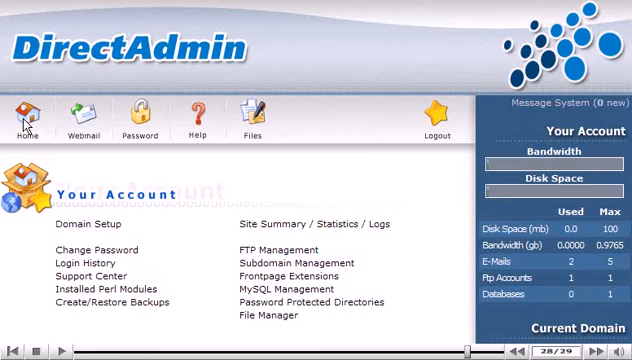 DirectAdmin
Message System (0 new)
Home
Webmail
Password
Help
Files
Logout
Your Account
Bandwidth
Disk Space
Used Max
Disk Space (mb) 0.0 100
Bandwidth (gb) 0.0000 0.9765
E-Mails 2 5
Ftp Accounts 1 1
Databases 0 1
Current Domain
Your Account
Domain Setup
Change Password
Login History
Support Center
Installed Perl Modules
Create/Restore Backups
Site Summary / Statistics / Logs
FTP Management
Subdomain Management
Frontpage Extensions
MySQL Management
Password Protected Directories
File Manager
28/29